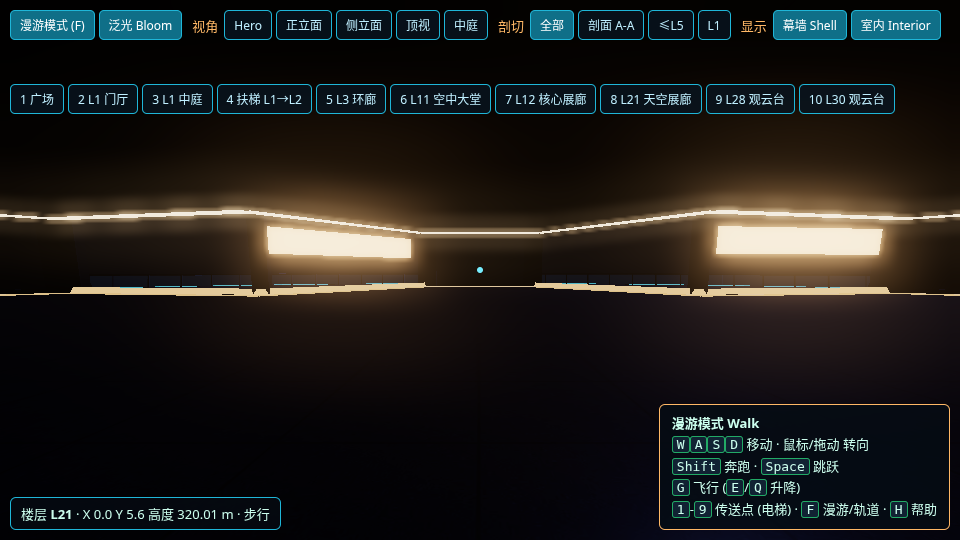 漫游模式 (F) 泛光 Bloom 视角 Hero 正立面 侧立面 顶视 中庭 剖切 全部 剖面 A-A ≤L5 L1 显示 幕墙 Shell 室内 Interior
1 广场 2 L1 门厅 3 L1 中庭 4 扶梯 L1→L2 5 L3 环廊 6 L11 空中大堂 7 L12 核心展廊 8 L21 天空展廊 9 L28 观云台 10 L30 观云台
漫游模式 Walk
W A S D 移动 · 鼠标/拖动 转向
Shift 奔跑 · Space 跳跃
G 飞行 (E/Q 升降)
1-9 传送点 (电梯) · F 漫游/轨道 · H 帮助
楼层 L21 · X 0.0 Y 5.6 高度 320.01 m · 步行